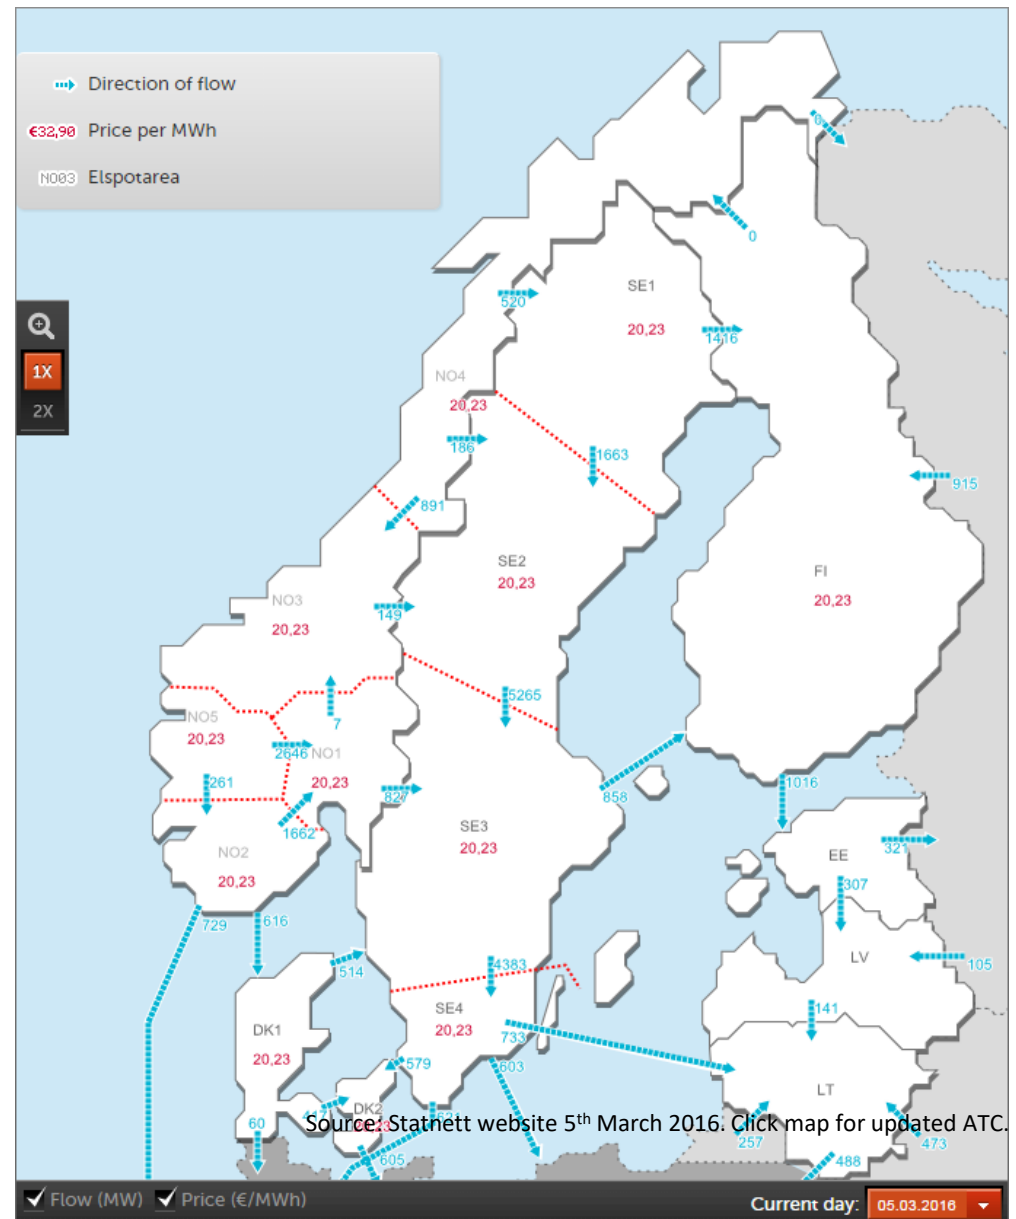 Direction of flow
€32,90 Price per MWh
NO03 Elspotarea
0
0
SE1
520
20,23
1416
1X
NO4
2X
20,23
186
1663
915
891
SE2
20,23
FI
20,23
NO3
149
20,23
5265
NO5
7
20,23
2646 NO1
261
20,23
1016
827
858
1662
SE3
20,23
321
NO2
EE
20,23
307
729
616
LV
105
514
4383
SE4
141
20,23
DK1
733
20,23
579
603
LT
DK2
60
Source: Statnett website 5th March 2016. Click map for updated ATC.
257
473
605
488
Flow (MW) Price (€/MWh)
Current day: 05.03.2016